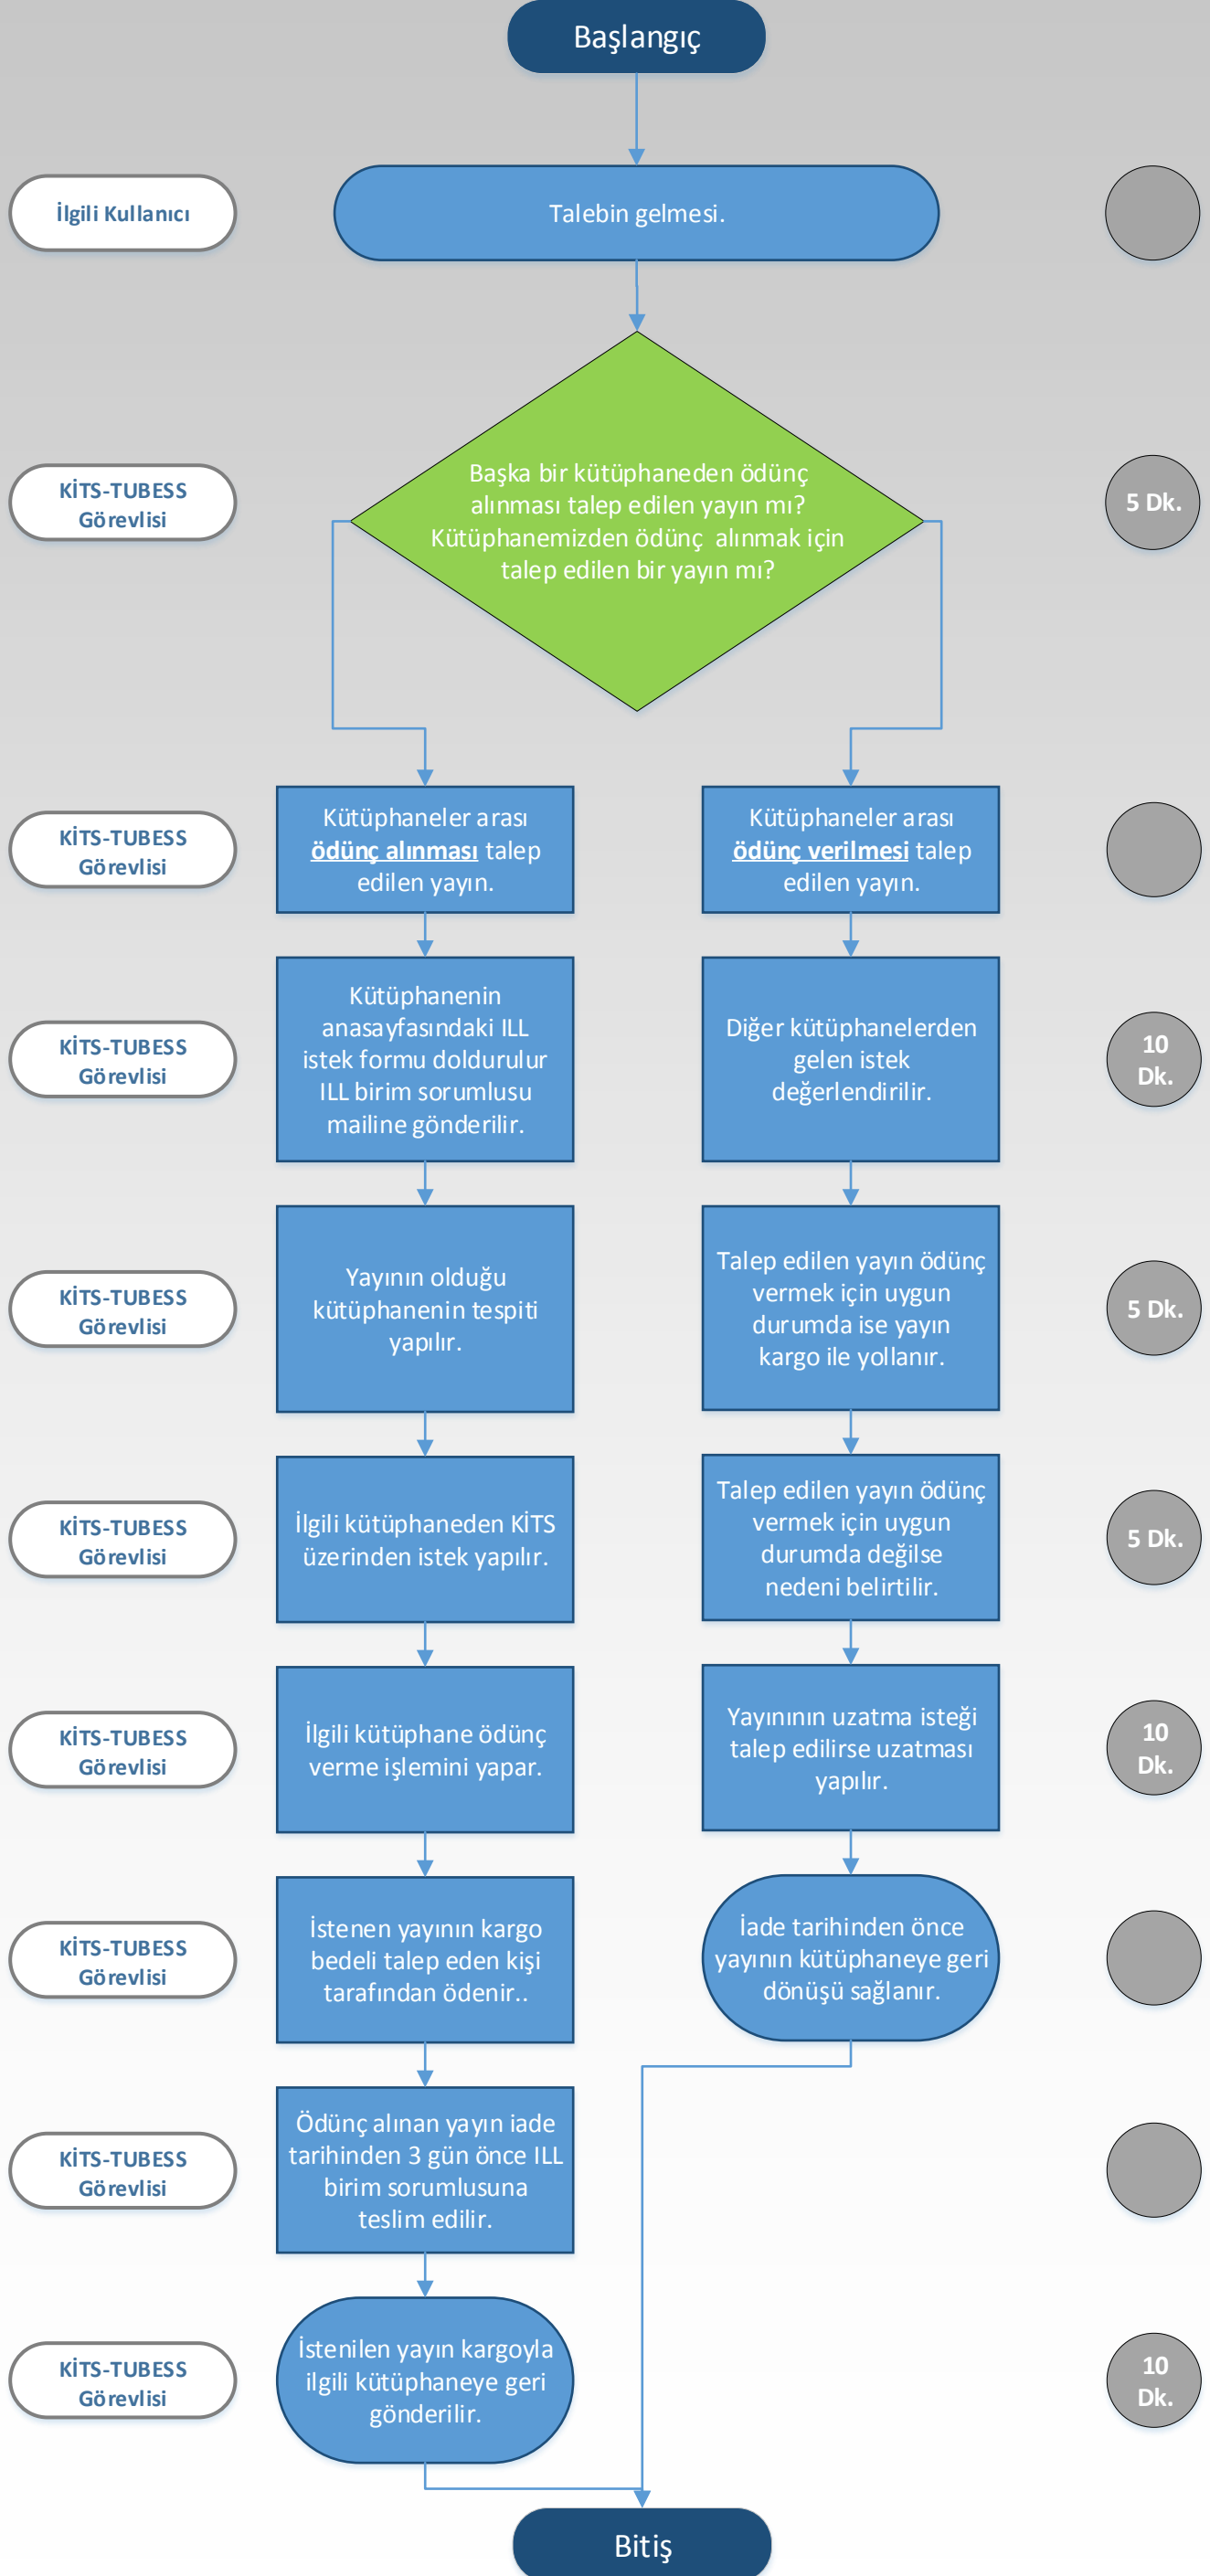 Başlangıç
İlgili Kullanıcı
Talebin gelmesi.
KİTS-TUBESS
Görevlisi
Başka bir kütüphaneden ödünç
alınması talep edilen yayın mı?
Kütüphanemizden ödünç alınmak için
talep edilen bir yayın mı?
5 Dk.
KİTS-TUBESS
Görevlisi
Kütüphaneler arası
ödünç alınması talep
edilen yayın.
Kütüphaneler arası
ödünç verilmesi talep
edilen yayın.
KİTS-TUBESS
Görevlisi
Kütüphanenin
anasayfasındaki ILL
istek formu doldurulur
ILL birim sorumlusu
mailine gönderilir.
Diğer kütüphanelerden
gelen istek
değerlendirilir.
10
Dk.
KİTS-TUBESS
Görevlisi
Yayının olduğu
kütüphanenin tespiti
yapılır.
Talep edilen yayın ödünç
vermek için uygun
durumda ise yayın
kargo ile yollanır.
5 Dk.
KİTS-TUBESS
Görevlisi
İlgili kütüphaneden KİTS
üzerinden istek yapılır.
Talep edilen yayın ödünç
vermek için uygun
durumda değilse
nedeni belirtilir.
5 Dk.
KİTS-TUBESS
Görevlisi
İlgili kütüphane ödünç
verme işlemini yapar.
Yayınının uzatma isteği
talep edilirse uzatması
yapılır.
10
Dk.
KİTS-TUBESS
Görevlisi
İstenen yayının kargo
bedeli talep eden kişi
tarafından ödenir..
İade tarihinden önce
yayının kütüphaneye geri
dönüşü sağlanır.
KİTS-TUBESS
Görevlisi
Ödünç alınan yayın iade
tarihinden 3 gün önce ILL
birim sorumlusuna
teslim edilir.
KİTS-TUBESS
Görevlisi
İstenilen yayın kargoyla
ilgili kütüphaneye geri
gönderilir.
10
Dk.
Bitiş